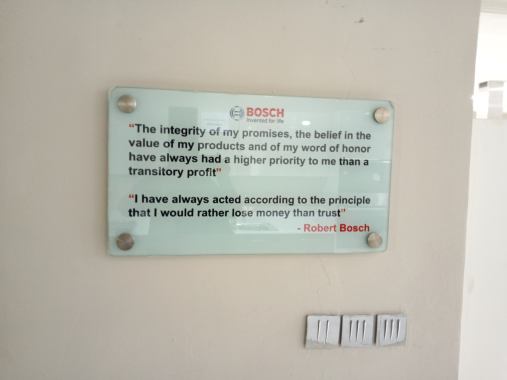 BOSCH
Invented for life
"The integrity of my promises, the belief in the
value of my products and of my word of honor
have always had a higher priority to me than a
transitory profit"
"I have always acted according to the principle
that I would rather lose money than trust"
- Robert Bosch